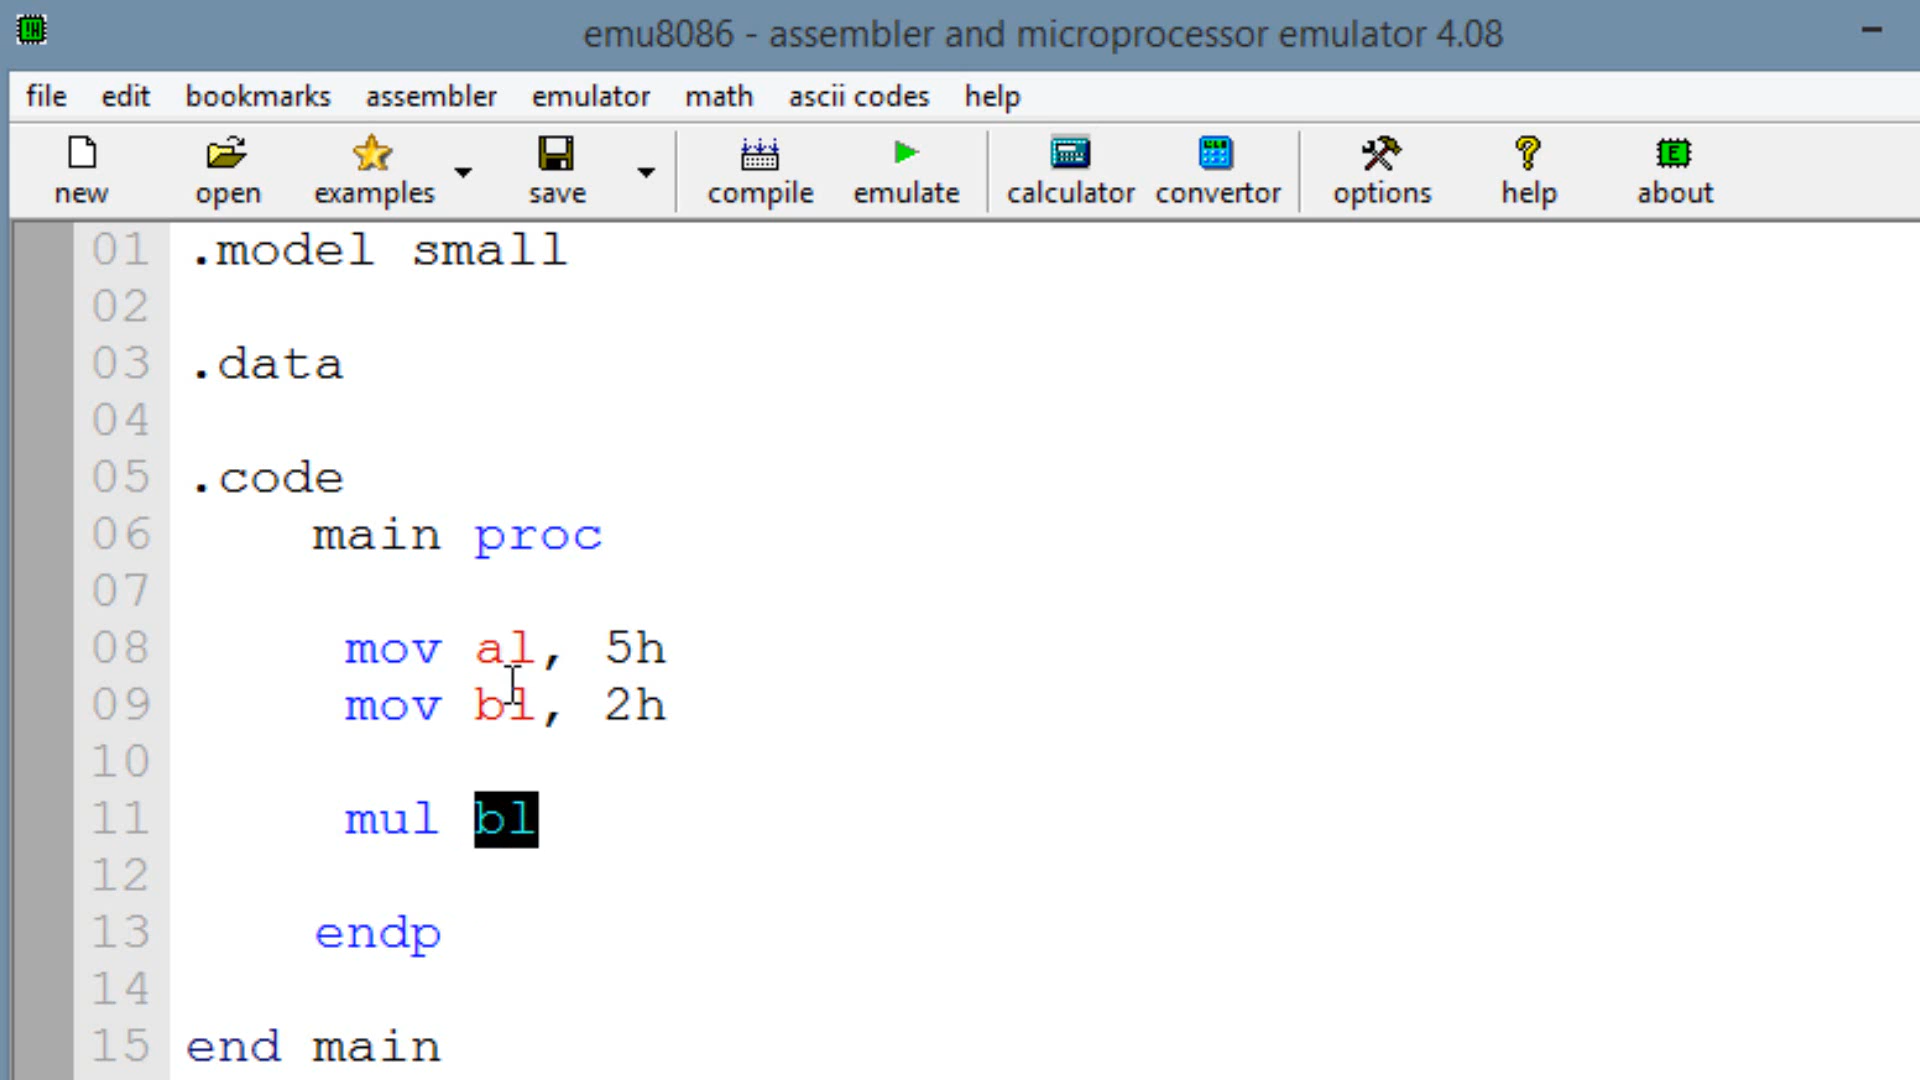 emu8086 - assembler and microprocessor emulator 4.08
file edit bookmarks assembler emulator math ascii codes help
new open examples save compile emulate calculator convertor options help about
01 .model small
02
03 .data
04
05 .code
06 main proc
07
08 mov al, 5h
09 mov bl, 2h
10
11 mul bl
12
13 endp
14
15 end main